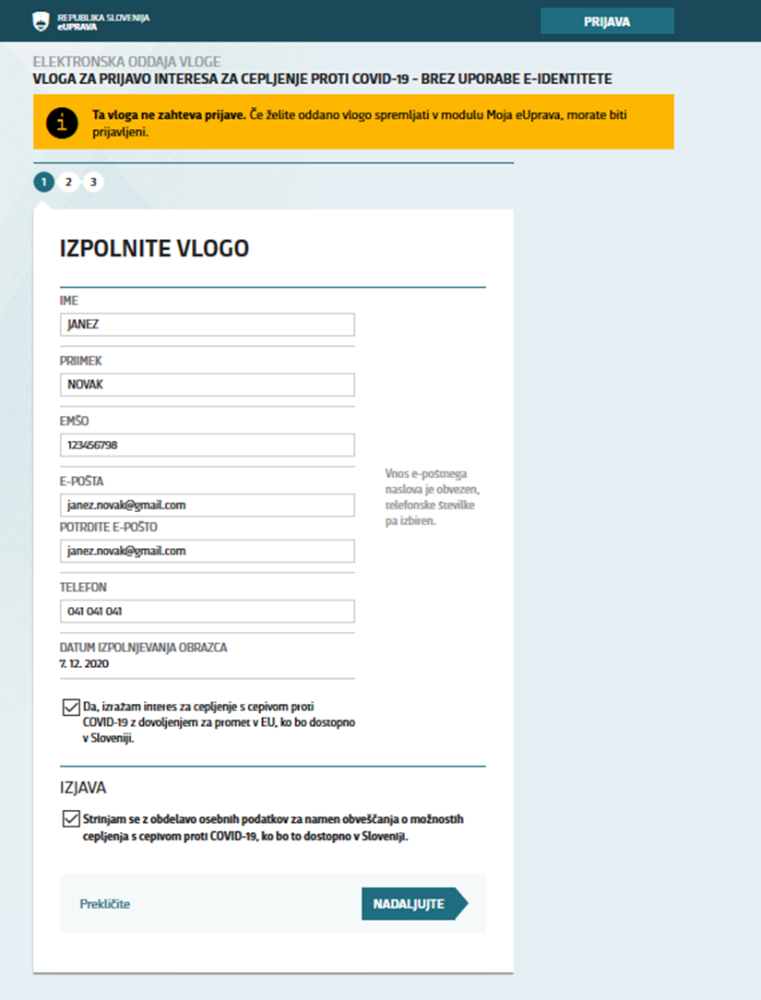 REPUBLIKA SLOVENIJA
eUPRAVA
PRIJAVA
ELEKTRONSKA ODDAJA VLOGE
VLOGA ZA PRIJAVO INTERESA ZA CEPLJENJE PROTI COVID-19 - BREZ UPORABE E-IDENTITETE
i
Ta vloga ne zahteva prijave. Če želite oddano vlogo spremljati v modulu Moja eUprava, morate biti
prijavljeni.
1 2 3
IZPOLNITE VLOGO
IME
JANEZ
PRIIMEK
NOVAK
EMŠO
123456798
E-POŠTA
janez.novak@gmail.com
Vnos e-poštnega
naslova je obvezen,
telefonske številke
pa izbiren.
POTRDITE E-POŠTO
janez.novak@gmail.com
TELEFON
041 041 041
DATUM IZPOLNJEVANJA OBRAZCA
7. 12. 2020
Da, izražam interes za cepljenje s cepivom proti
COVID-19 z dovoljenjem za promet v EU, ko bo dostopno
v Sloveniji.
IZJAVA
Strinjam se z obdelavo osebnih podatkov za namen obveščanja o možnostih
cepljenja s cepivom proti COVID-19, ko bo to dostopno v Sloveniji.
Prekličite
NADALJUJTE